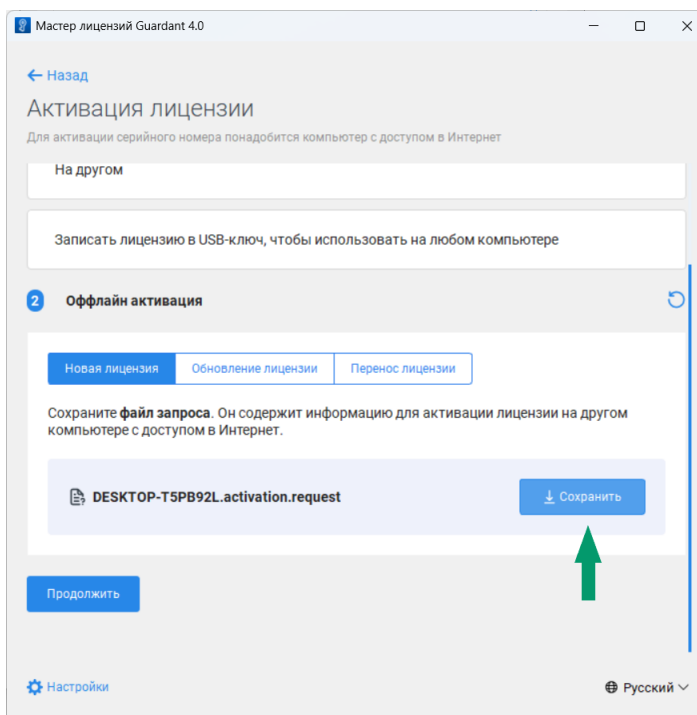 Мастер лицензий Guardant 4.0
Назад
Активация лицензии
Для активации серийного номера понадобится компьютер с доступом в Интернет
На другом
Записать лицензию в USB-ключ, чтобы использовать на любом компьютере
2 Оффлайн активация
Новая лицензия Обновление лицензии Перенос лицензии
Сохраните файл запроса. Он содержит информацию для активации лицензии на другом
компьютере с доступом в Интернет.
DESKTOP-T5PB92L.activation.request Сохранить
Продолжить
Настройки Русский